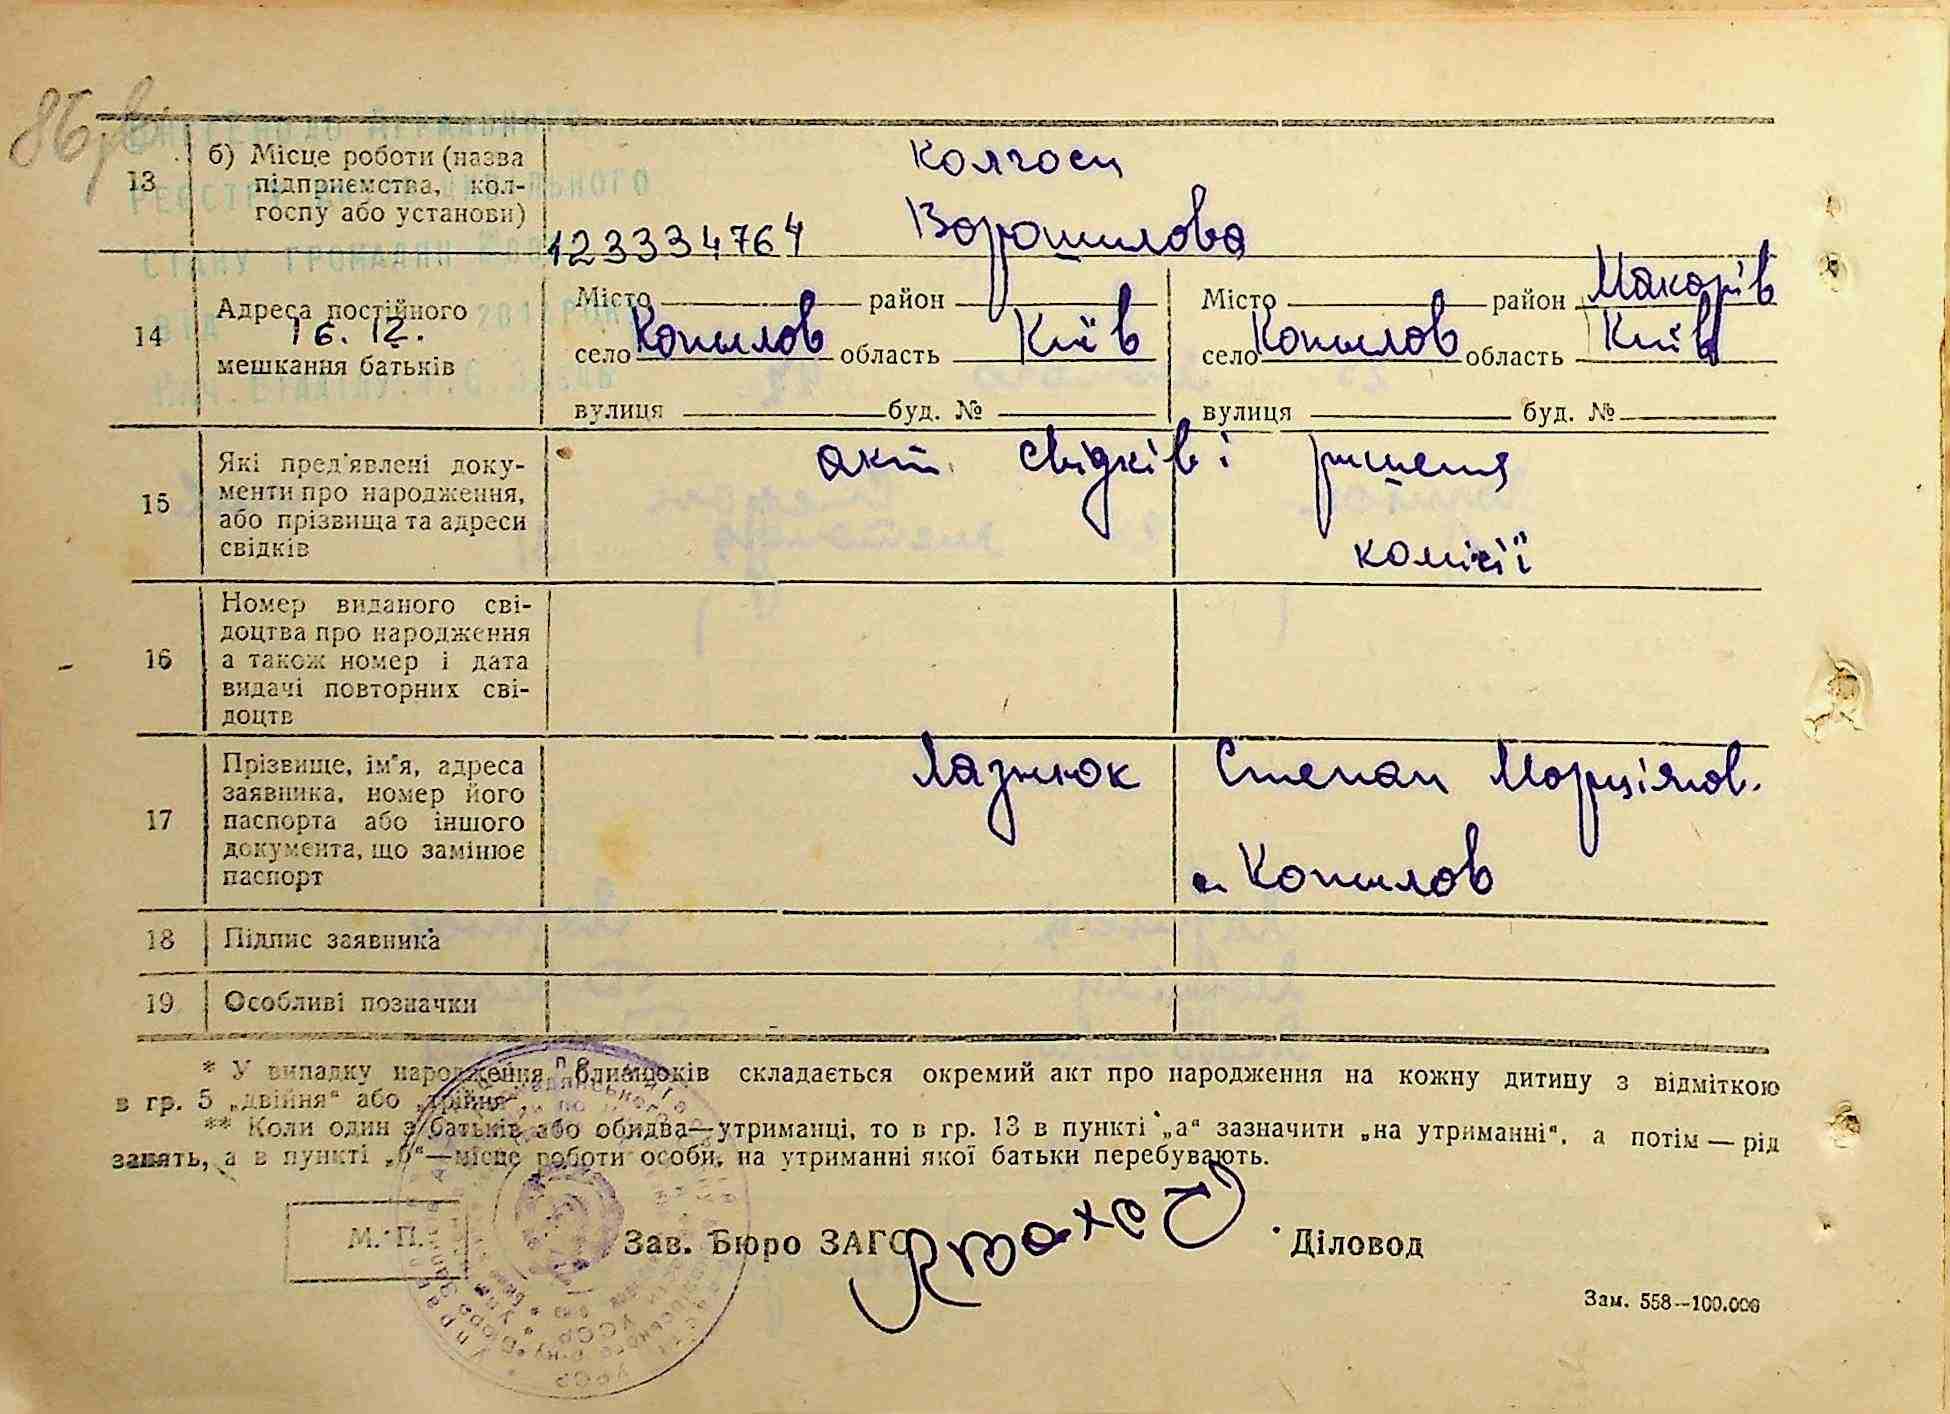 13
б) Місце роботи (назва
підприємства, кол-
госпу або установи)
колгосп
Ворошилова
123334764
14
Адреса постійного
16.12.
мешкання батьків
Місто район
село Копилов область Київ
вулиця буд. №
Місто район Макарів
село Копилов область Київ
вулиця буд. №
15
Які пред'явлені доку-
менти про народження,
або прізвища та адреси
свідків
акт свідків і рішення
комісії
16
Номер виданого сві-
доцтва про народження
а також номер і дата
видачі повторних сві-
доцтв
17
Прізвище, ім'я, адреса
заявника, номер його
паспорта або іншого
документа, що замінює
паспорт
Лазнюк Степан Марціянов.
с. Копилов
18
Підпис заявника
19
Особливі позначки
* У випадку народження близнюків складається окремий акт про народження на кожну дитину з відміткою
в гр. 5 „двійня“ або „трійня“.
** Коли один з батьків або обидва—утриманці, то в гр. 13 в пункті „а“ зазначити „на утриманні“, а потім — рід
занять, а в пункті „б“—місце роботи особи, на утриманні якої батьки перебувають.
М. П.
Зав. Бюро ЗАГС
Діловод
Зам. 558—100.000